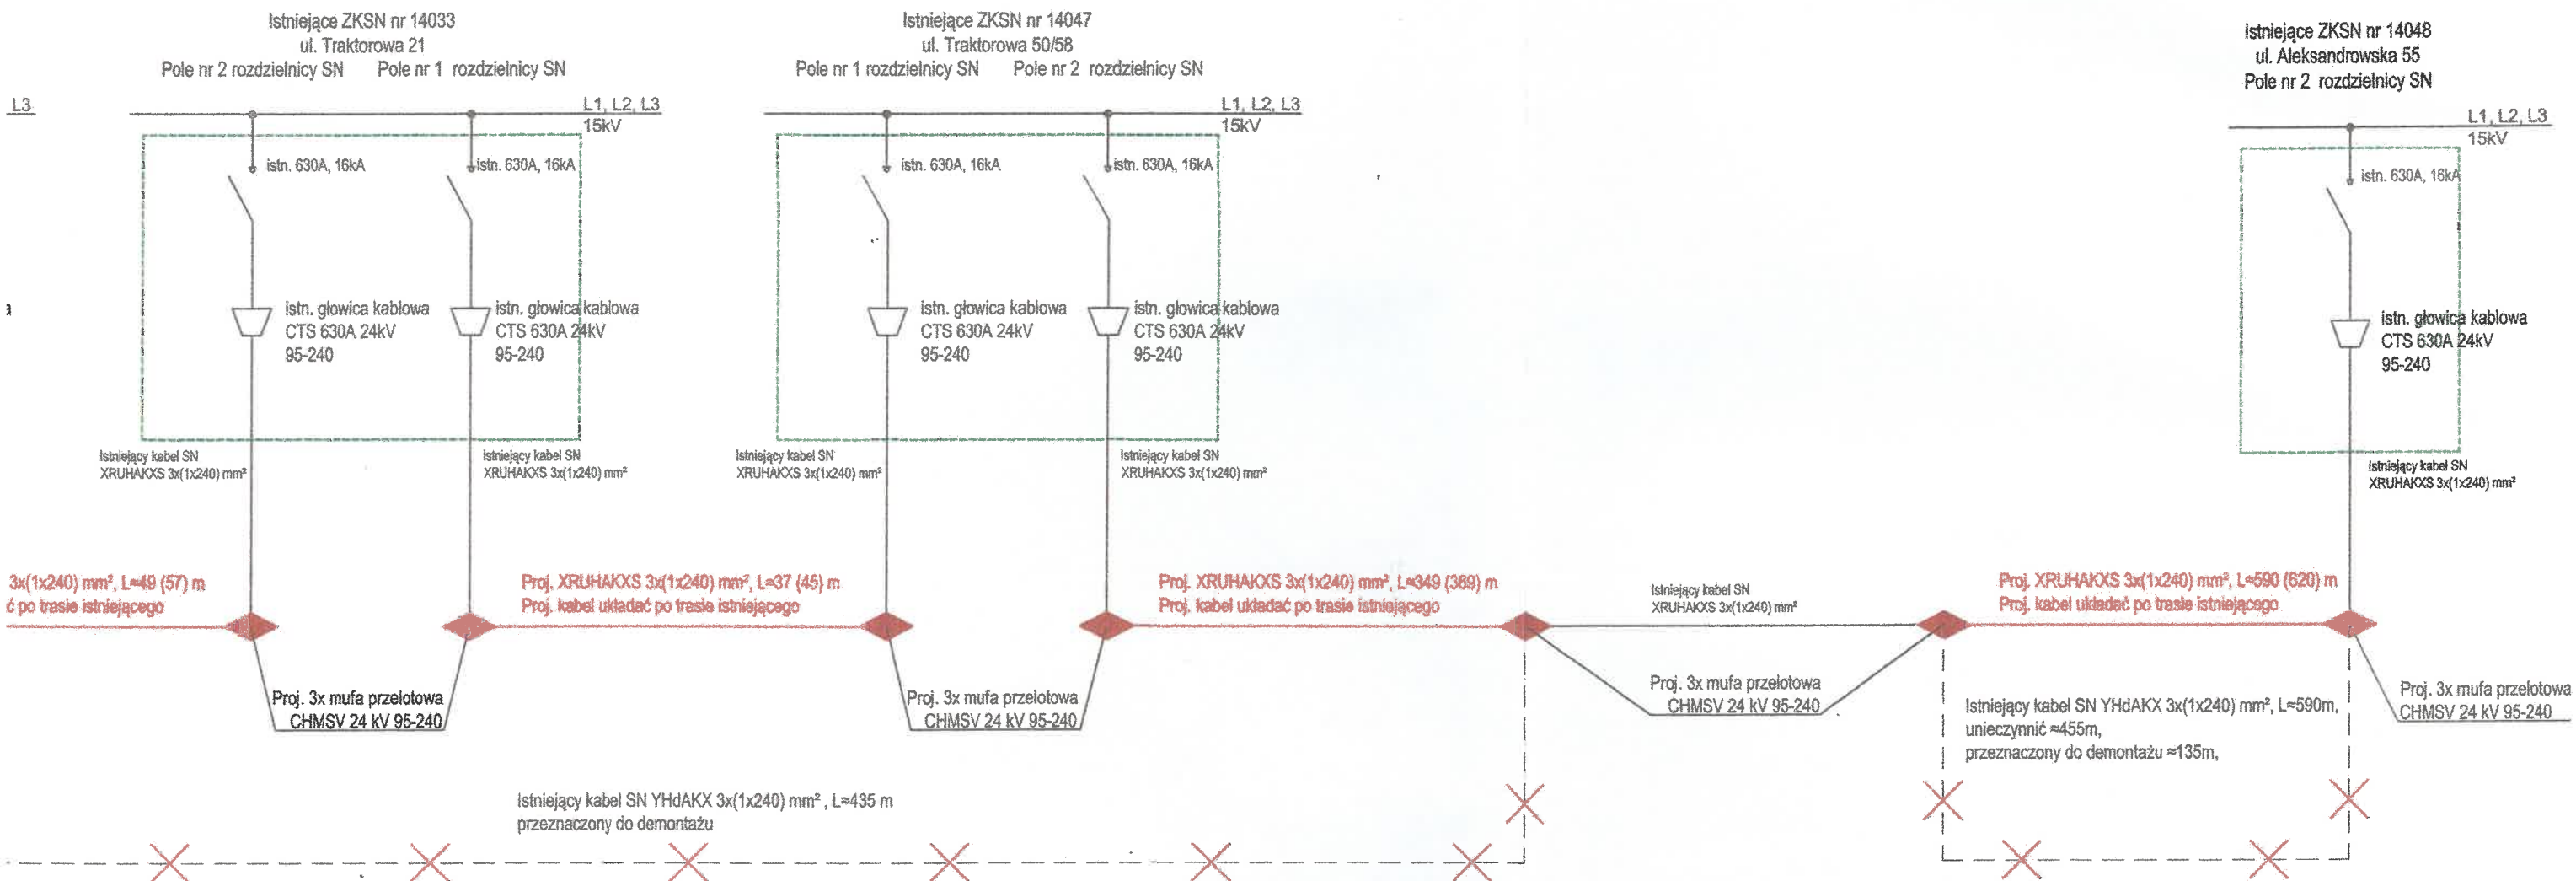 Istniejące ZKSN nr 14033
ul. Traktorowa 21
Pole nr 2 rozdzielnicy SN Pole nr 1 rozdzielnicy SN
Istniejące ZKSN nr 14047
ul. Traktorowa 50/58
Pole nr 1 rozdzielnicy SN Pole nr 2 rozdzielnicy SN
Istniejące ZKSN nr 14048
ul. Aleksandrowska 55
Pole nr 2 rozdzielnicy SN
L3
L1, L2, L3
15kV
L1, L2, L3
15kV
L1, L2, L3
15kV
istn. 630A, 16kA
istn. 630A, 16kA
istn. 630A, 16kA
istn. 630A, 16kA
istn. 630A, 16kA
a
istn. głowica kablowa
CTS 630A 24kV
95-240
istn. głowica kablowa
CTS 630A 24kV
95-240
istn. głowica kablowa
CTS 630A 24kV
95-240
istn. głowica kablowa
CTS 630A 24kV
95-240
istn. głowica kablowa
CTS 630A 24kV
95-240
Istniejący kabel SN
XRUHAKXS 3x(1x240) mm²
Istniejący kabel SN
XRUHAKXS 3x(1x240) mm²
Istniejący kabel SN
XRUHAKXS 3x(1x240) mm²
Istniejący kabel SN
XRUHAKXS 3x(1x240) mm²
Istniejący kabel SN
XRUHAKXS 3x(1x240) mm²
3x(1x240) mm², L≈49 (57) m
ć po trasie istniejącego
Proj. XRUHAKXS 3x(1x240) mm², L≈37 (45) m
Proj. kabel układać po trasie istniejącego
Proj. XRUHAKXS 3x(1x240) mm², L≈349 (369) m
Proj. kabel układać po trasie istniejącego
Istniejący kabel SN
XRUHAKXS 3x(1x240) mm²
Proj. XRUHAKXS 3x(1x240) mm², L≈590 (620) m
Proj. kabel układać po trasie istniejącego
Proj. 3x mufa przelotowa
CHMSV 24 kV 95-240
Proj. 3x mufa przelotowa
CHMSV 24 kV 95-240
Proj. 3x mufa przelotowa
CHMSV 24 kV 95-240
Proj. 3x mufa przelotowa
CHMSV 24 kV 95-240
Istniejący kabel SN YHdAKX 3x(1x240) mm², L≈590m,
unieczynnić ≈455m,
przeznaczony do demontażu ≈135m,
Istniejący kabel SN YHdAKX 3x(1x240) mm² , L≈435 m
przeznaczony do demontażu